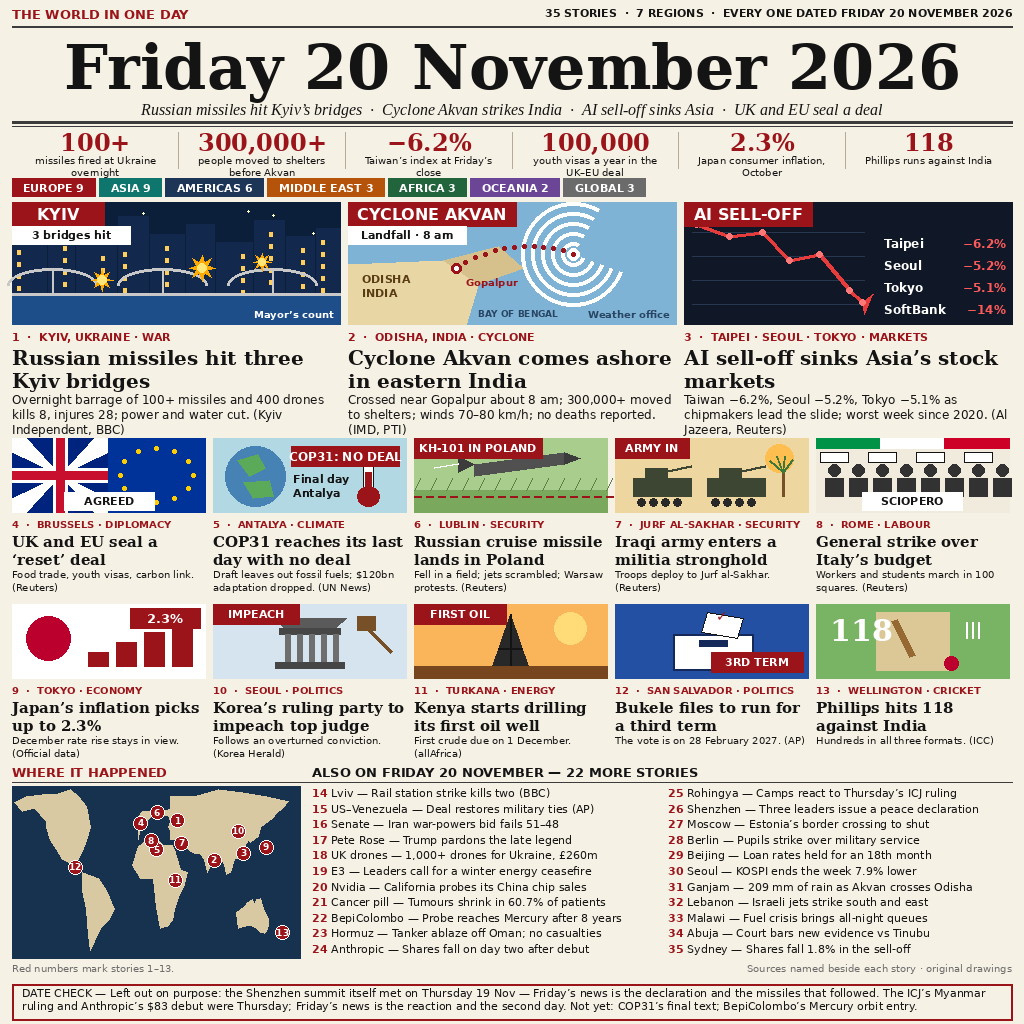 THE WORLD IN ONE DAY
35 STORIES · 7 REGIONS · EVERY ONE DATED FRIDAY 20 NOVEMBER 2026
Friday 20 November 2026
Russian missiles hit Kyiv’s bridges · Cyclone Akvan strikes India · AI sell-off sinks Asia · UK and EU seal a deal
100+
missiles fired at Ukraine
overnight
300,000+
people moved to shelters
before Akvan
−6.2%
Taiwan’s index at Friday’s
close
100,000
youth visas a year in the
UK–EU deal
2.3%
Japan consumer inflation,
October
118
Phillips runs against India
EUROPE 9
ASIA 9
AMERICAS 6
MIDDLE EAST 3
AFRICA 3
OCEANIA 2
GLOBAL 3
KYIV
3 bridges hit
Mayor’s count
CYCLONE AKVAN
Landfall · 8 am
ODISHA
INDIA
Gopalpur
BAY OF BENGAL
Weather office
AI SELL-OFF
Taipei −6.2%
Seoul −5.2%
Tokyo −5.1%
SoftBank −14%
1 · KYIV, UKRAINE · WAR
Russian missiles hit three
Kyiv bridges
Overnight barrage of 100+ missiles and 400 drones
kills 8, injures 28; power and water cut. (Kyiv
Independent, BBC)
2 · ODISHA, INDIA · CYCLONE
Cyclone Akvan comes ashore
in eastern India
Crossed near Gopalpur about 8 am; 300,000+ moved
to shelters; winds 70–80 km/h; no deaths reported.
(IMD, PTI)
3 · TAIPEI · SEOUL · TOKYO · MARKETS
AI sell-off sinks Asia’s stock
markets
Taiwan −6.2%, Seoul −5.2%, Tokyo −5.1% as
chipmakers lead the slide; worst week since 2020. (Al
Jazeera, Reuters)
AGREED
COP31: NO DEAL
Final day
Antalya
KH-101 IN POLAND
ARMY IN
SCIOPERO
4 · BRUSSELS · DIPLOMACY
UK and EU seal a
‘reset’ deal
Food trade, youth visas, carbon link.
(Reuters)
5 · ANTALYA · CLIMATE
COP31 reaches its last
day with no deal
Draft leaves out fossil fuels; $120bn
adaptation dropped. (UN News)
6 · LUBLIN · SECURITY
Russian cruise missile
lands in Poland
Fell in a field; jets scrambled; Warsaw
protests. (Reuters)
7 · JURF AL-SAKHAR · SECURITY
Iraqi army enters a
militia stronghold
Troops deploy to Jurf al-Sakhar.
(Reuters)
8 · ROME · LABOUR
General strike over
Italy’s budget
Workers and students march in 100
squares. (Reuters)
2.3%
IMPEACH
FIRST OIL
3RD TERM
118
9 · TOKYO · ECONOMY
Japan’s inflation picks
up to 2.3%
December rate rise stays in view.
(Official data)
10 · SEOUL · POLITICS
Korea’s ruling party to
impeach top judge
Follows an overturned conviction.
(Korea Herald)
11 · TURKANA · ENERGY
Kenya starts drilling
its first oil well
First crude due on 1 December.
(allAfrica)
12 · SAN SALVADOR · POLITICS
Bukele files to run for
a third term
The vote is on 28 February 2027. (AP)
13 · WELLINGTON · CRICKET
Phillips hits 118
against India
Hundreds in all three formats. (ICC)
WHERE IT HAPPENED
6
4
1
8
5
7
10
3
9
2
12
11
13
Red numbers mark stories 1–13.
ALSO ON FRIDAY 20 NOVEMBER — 22 MORE STORIES
14 Lviv — Rail station strike kills two (BBC)
15 US–Venezuela — Deal restores military ties (AP)
16 Senate — Iran war-powers bid fails 51–48
17 Pete Rose — Trump pardons the late legend
18 UK drones — 1,000+ drones for Ukraine, £260m
19 E3 — Leaders call for a winter energy ceasefire
20 Nvidia — California probes its China chip sales
21 Cancer pill — Tumours shrink in 60.7% of patients
22 BepiColombo — Probe reaches Mercury after 8 years
23 Hormuz — Tanker ablaze off Oman; no casualties
24 Anthropic — Shares fall on day two after debut
25 Rohingya — Camps react to Thursday’s ICJ ruling
26 Shenzhen — Three leaders issue a peace declaration
27 Moscow — Estonia’s border crossing to shut
28 Berlin — Pupils strike over military service
29 Beijing — Loan rates held for an 18th month
30 Seoul — KOSPI ends the week 7.9% lower
31 Ganjam — 209 mm of rain as Akvan crosses Odisha
32 Lebanon — Israeli jets strike south and east
33 Malawi — Fuel crisis brings all-night queues
34 Abuja — Court bars new evidence vs Tinubu
35 Sydney — Shares fall 1.8% in the sell-off
Sources named beside each story · original drawings
DATE CHECK — Left out on purpose: the Shenzhen summit itself met on Thursday 19 Nov — Friday’s news is the declaration and the missiles that followed. The ICJ’s Myanmar
ruling and Anthropic’s $83 debut were Thursday; Friday’s news is the reaction and the second day. Not yet: COP31’s final text; BepiColombo’s Mercury orbit entry.